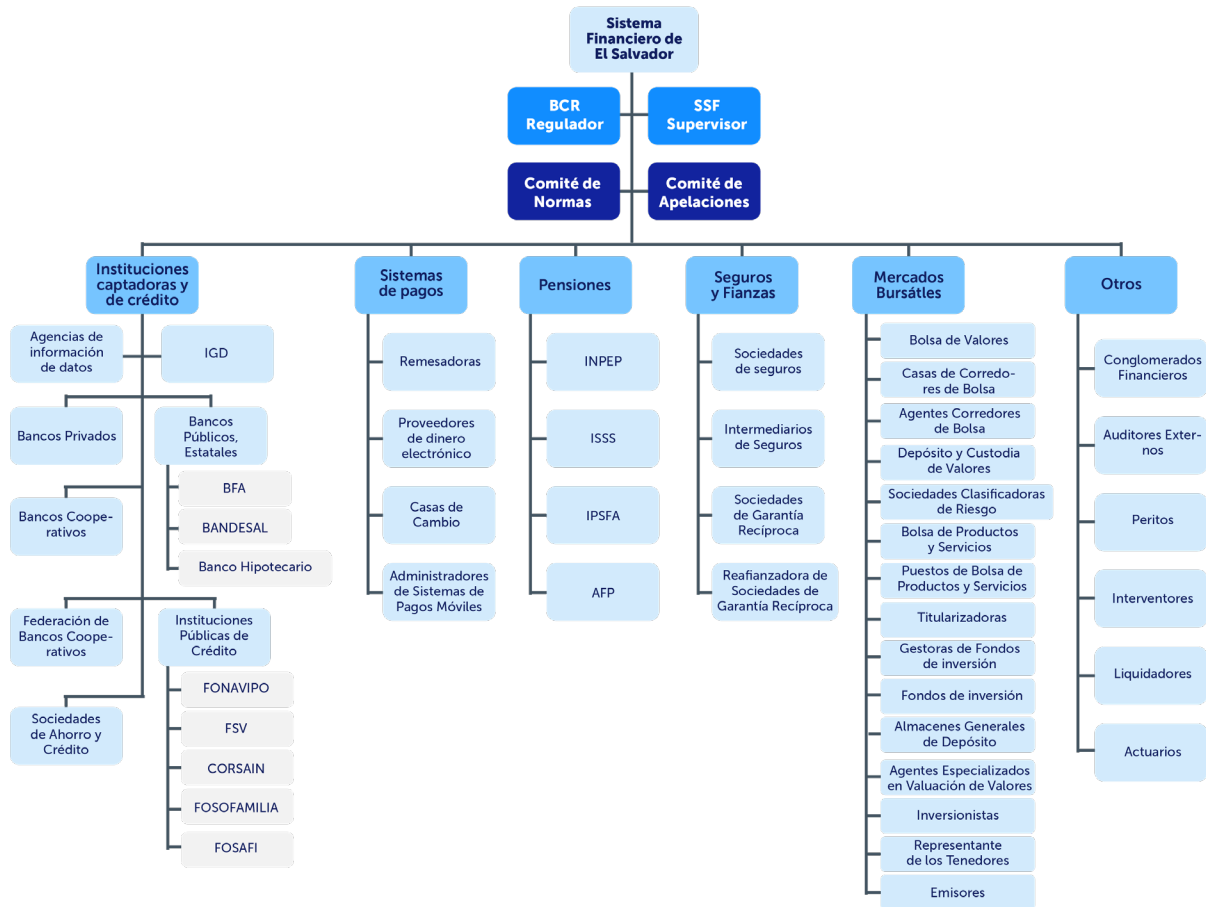 Sistema
Financiero de
El Salvador
BCR
Regulador
SSF
Supervisor
Comité de
Normas
Comité de
Apelaciones
Instituciones
captadoras y
de crédito
Agencias de
información
de datos
IGD
Bancos Privados
Bancos
Públicos,
Estatales
BFA
BANDESAL
Banco Hipotecario
Bancos Coope-
rativos
Federación de
Bancos Coope-
rativos
Instituciones
Públicas de
Crédito
FONAVIPO
FSV
CORSAIN
FOSOFAMILIA
FOSAFI
Sociedades
de Ahorro y
Crédito
Sistemas
de pagos
Remesadoras
Proveedores
de dinero
electrónico
Casas de
Cambio
Administradores
de Sistemas de
Pagos Móviles
Pensiones
INPEP
ISSS
IPSFA
AFP
Seguros
y Fianzas
Sociedades
de seguros
Intermediarios
de Seguros
Sociedades
de Garantía
Recíproca
Reafianzadora de
Sociedades de
Garantía Recíproca
Mercados
Bursátles
Bolsa de Valores
Casas de Corredo-
res de Bolsa
Agentes Corredores
de Bolsa
Depósito y Custodia
de Valores
Sociedades Clasificadoras
de Riesgo
Bolsa de Productos
y Servicios
Puestos de Bolsa de
Productos y Servicios
Titularizadoras
Gestoras de Fondos
de inversión
Fondos de inversión
Almacenes Generales
de Depósito
Agentes Especializados
en Valuación de Valores
Inversionistas
Representante
de los Tenedores
Emisores
Otros
Conglomerados
Financieros
Auditores Exter-
nos
Peritos
Interventores
Liquidadores
Actuarios